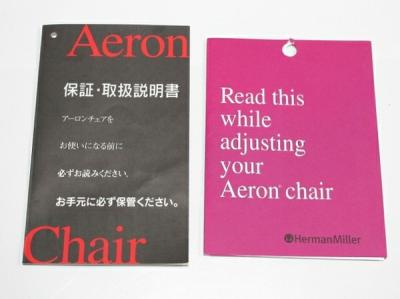 Aeron
保証・取扱説明書
アーロンチェアを
お使いになる前に
必ずお読みください。
お手元に必ず保管ください。
Chair
Read this
while
adjusting
your
Aeron™ chair
HermanMiller